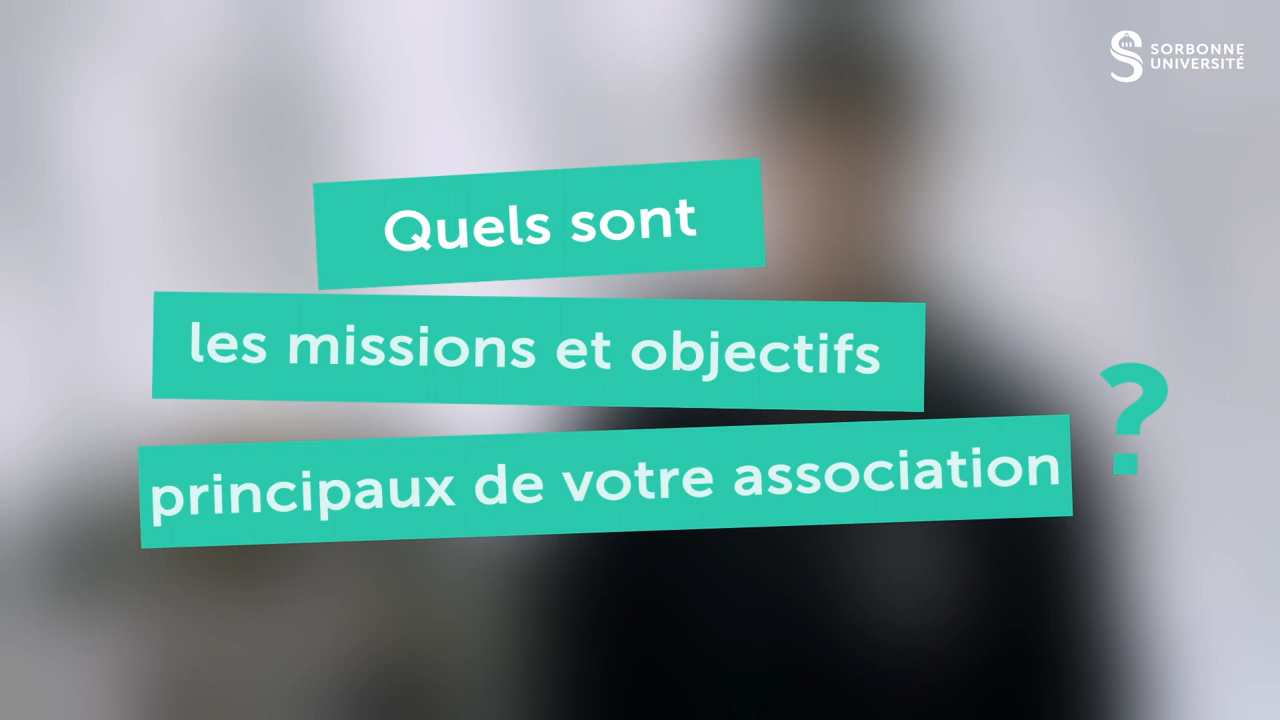 SORBONNE
UNIVERSITÉ
Quels sont
les missions et objectifs
principaux de votre association
?